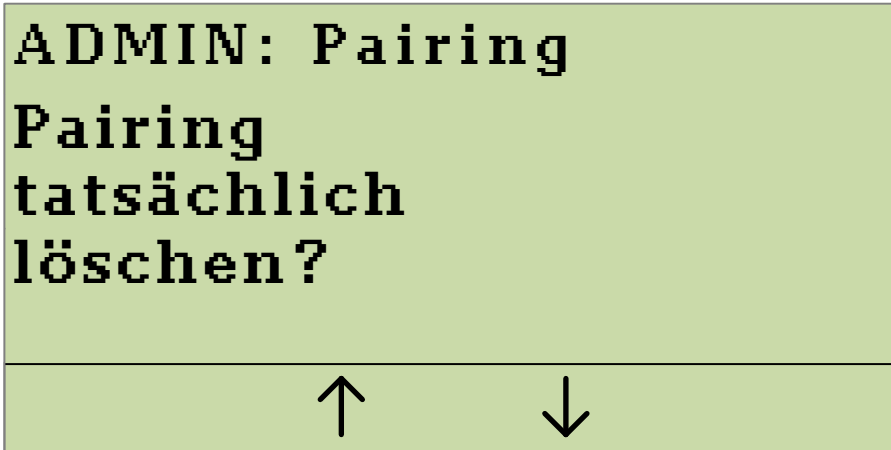 ADMIN: Pairing
Pairing
tatsächlich
löschen?
↑ ↓